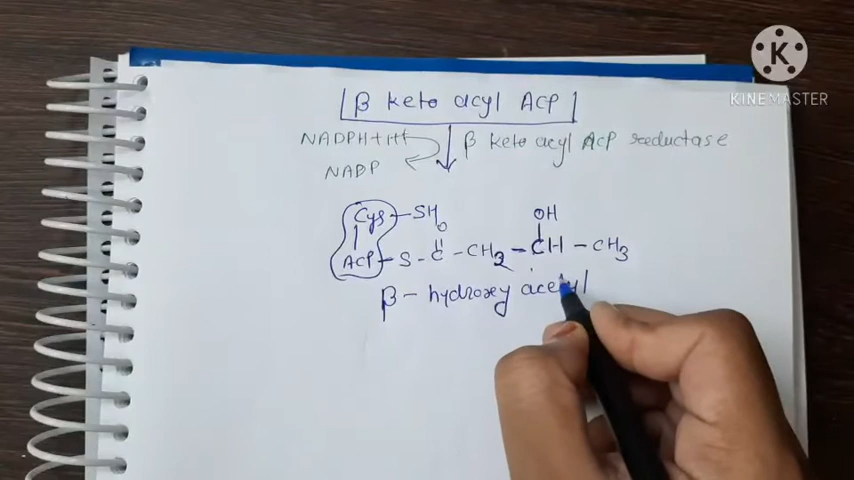 β keto acyl ACP
NADPH+H+ β keto acyl ACP reductase
NADP
Cys - SH OH
O
ACP - S - C - CH2 - CH - CH3
β - hydroxy acetyl
K
KINEMASTER